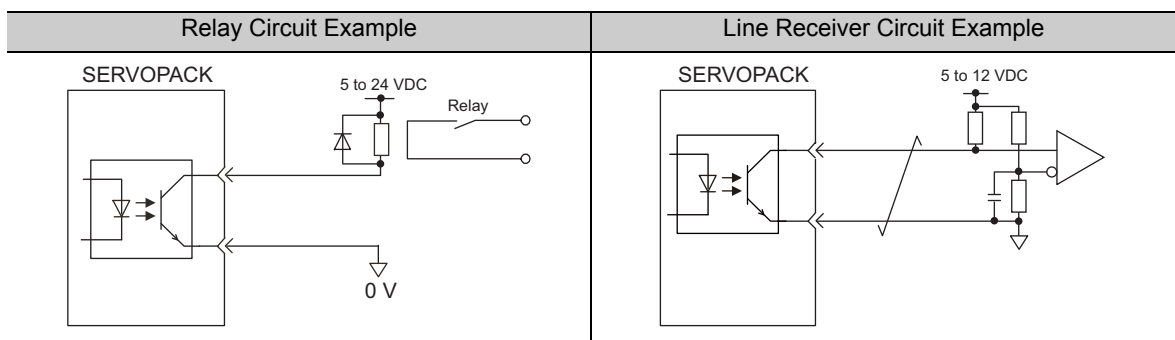 Relay Circuit Example
Line Receiver Circuit Example
SERVOPACK
5 to 24 VDC
Relay
0 V
SERVOPACK
5 to 12 VDC